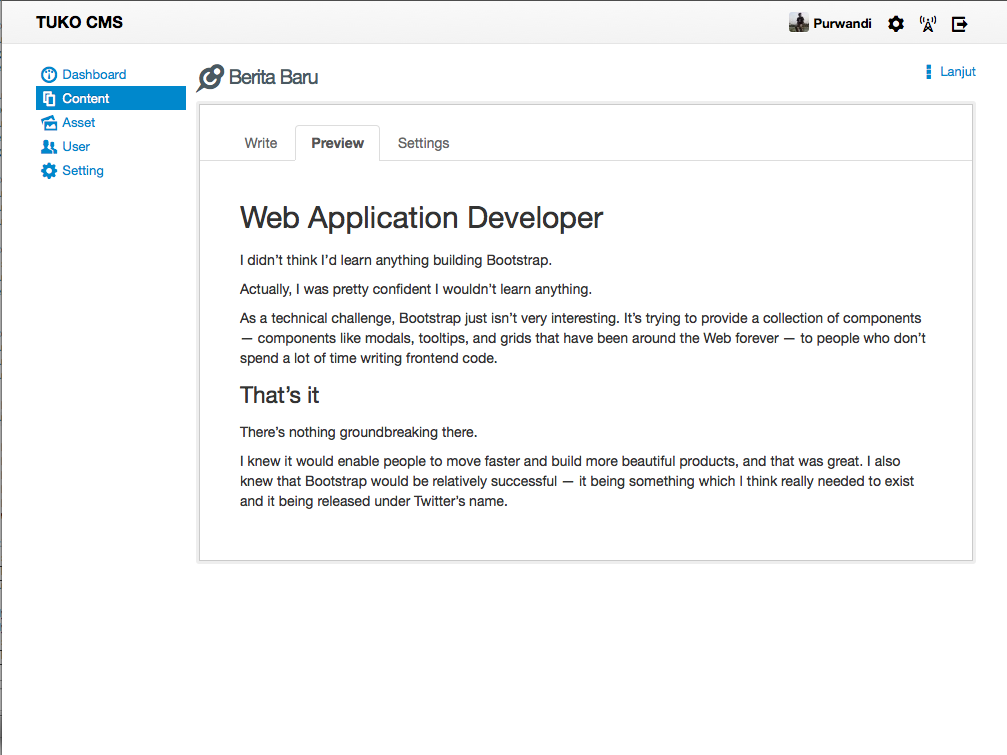 TUKO CMS
Purwandi
Dashboard
Content
Asset
User
Setting
Berita Baru
Lanjut
Write
Preview
Settings
Web Application Developer
I didn’t think I’d learn anything building Bootstrap.
Actually, I was pretty confident I wouldn’t learn anything.
As a technical challenge, Bootstrap just isn’t very interesting. It’s trying to provide a collection of components
— components like modals, tooltips, and grids that have been around the Web forever — to people who don’t
spend a lot of time writing frontend code.
That’s it
There’s nothing groundbreaking there.
I knew it would enable people to move faster and build more beautiful products, and that was great. I also
knew that Bootstrap would be relatively successful — it being something which I think really needed to exist
and it being released under Twitter’s name.